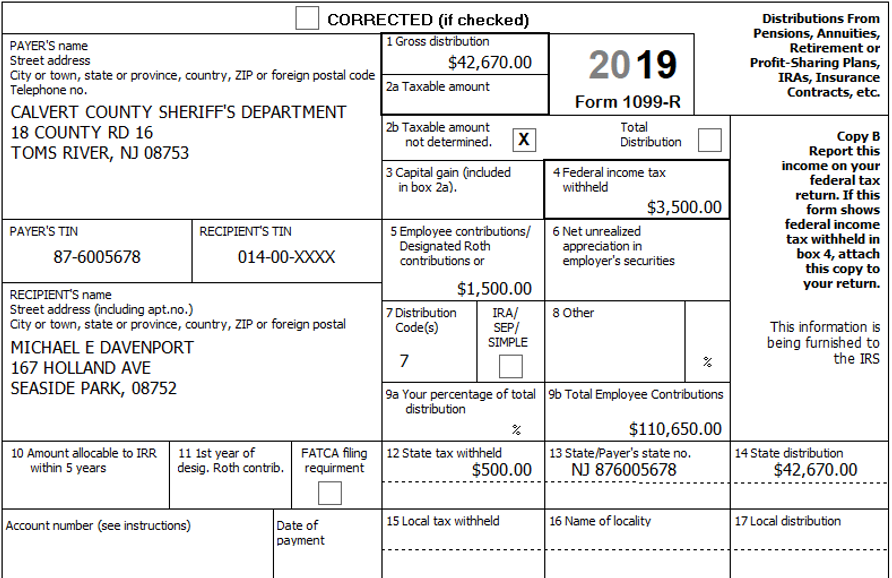 CORRECTED (if checked)
PAYER'S name
Street address
City or town, state or province, country, ZIP or foreign postal code
Telephone no.
CALVERT COUNTY SHERIFF'S DEPARTMENT
18 COUNTY RD 16
TOMS RIVER, NJ 08753
1 Gross distribution
$42,670.00
2a Taxable amount
2019
Form 1099-R
Distributions From
Pensions, Annuities,
Retirement or
Profit-Sharing Plans,
IRAs, Insurance
Contracts, etc.
2b Taxable amount
not determined.
X
Total
Distribution
Copy B
Report this
income on your
federal tax
return. If this
form shows
federal income
tax withheld in
box 4, attach
this copy to
your return.
This information is
being furnished to
the IRS
3 Capital gain (included
in box 2a).
4 Federal income tax
withheld
$3,500.00
PAYER'S TIN
87-6005678
RECIPIENT'S TIN
014-00-XXXX
5 Employee contributions/
Designated Roth
contributions or
$1,500.00
6 Net unrealized
appreciation in
employer's securities
RECIPIENT'S name
Street address (including apt.no.)
City or town, state or province, country, ZIP or foreign postal
MICHAEL E DAVENPORT
167 HOLLAND AVE
SEASIDE PARK, 08752
7 Distribution
Code(s)
7
IRA/
SEP/
SIMPLE
8 Other
%
9a Your percentage of total
distribution
%
9b Total Employee Contributions
$110,650.00
10 Amount allocable to IRR
within 5 years
11 1st year of
desig. Roth contrib.
FATCA filing
requirment
12 State tax withheld
$500.00
13 State/Payer's state no.
NJ 876005678
14 State distribution
$42,670.00
Account number (see instructions)
Date of
payment
15 Local tax withheld
16 Name of locality
17 Local distribution